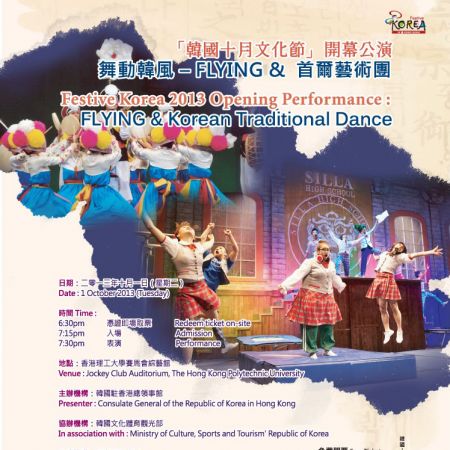 Festive
KOREA
「韓國十月文化節」開幕公演
舞動韓風 – FLYING & 首爾藝術團
Festive Korea 2013 Opening Performance :
FLYING & Korean Traditional Dance
SILLA
HIGH SCHOOL
SILLA HIGH SCHOOL
日期：二零一三年十月一日（星期二）
Date : 1 October 2013 (Tuesday)
時間 Time :
6:30pm 憑證即場取票 Redeem ticket on-site
7:15pm 入場 Admission
7:30pm 表演 Performance
地點：香港理工大學賽馬會綜藝館
Venue : Jockey Club Auditorium, The Hong Kong Polytechnic University
主辦機構：韓國駐香港總領事館
Presenter : Consulate General of the Republic of Korea in Hong Kong
協辦機構：韓國文化體育觀光部
In association with : Ministry of Culture, Sports and Tourism' Republic of Korea